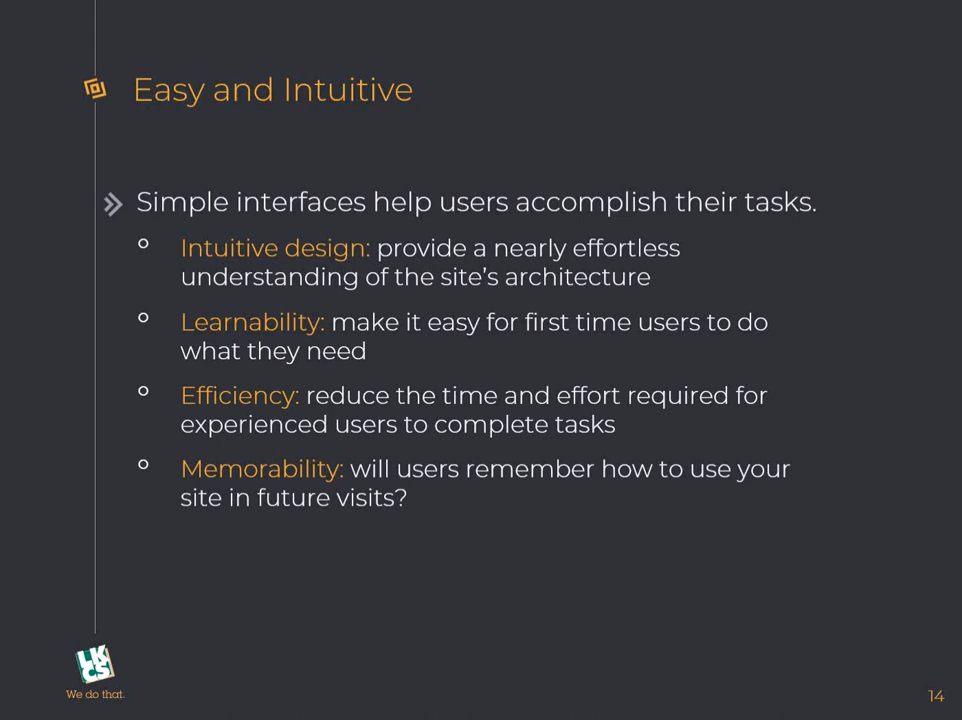 Easy and Intuitive
Simple interfaces help users accomplish their tasks.
Intuitive design: provide a nearly effortless
understanding of the site's architecture
Learnability: make it easy for first time users to do
what they need
Efficiency: reduce the time and effort required for
experienced users to complete tasks
Memorability: will users remember how to use your
site in future visits?
LK
CS
We do that.
14